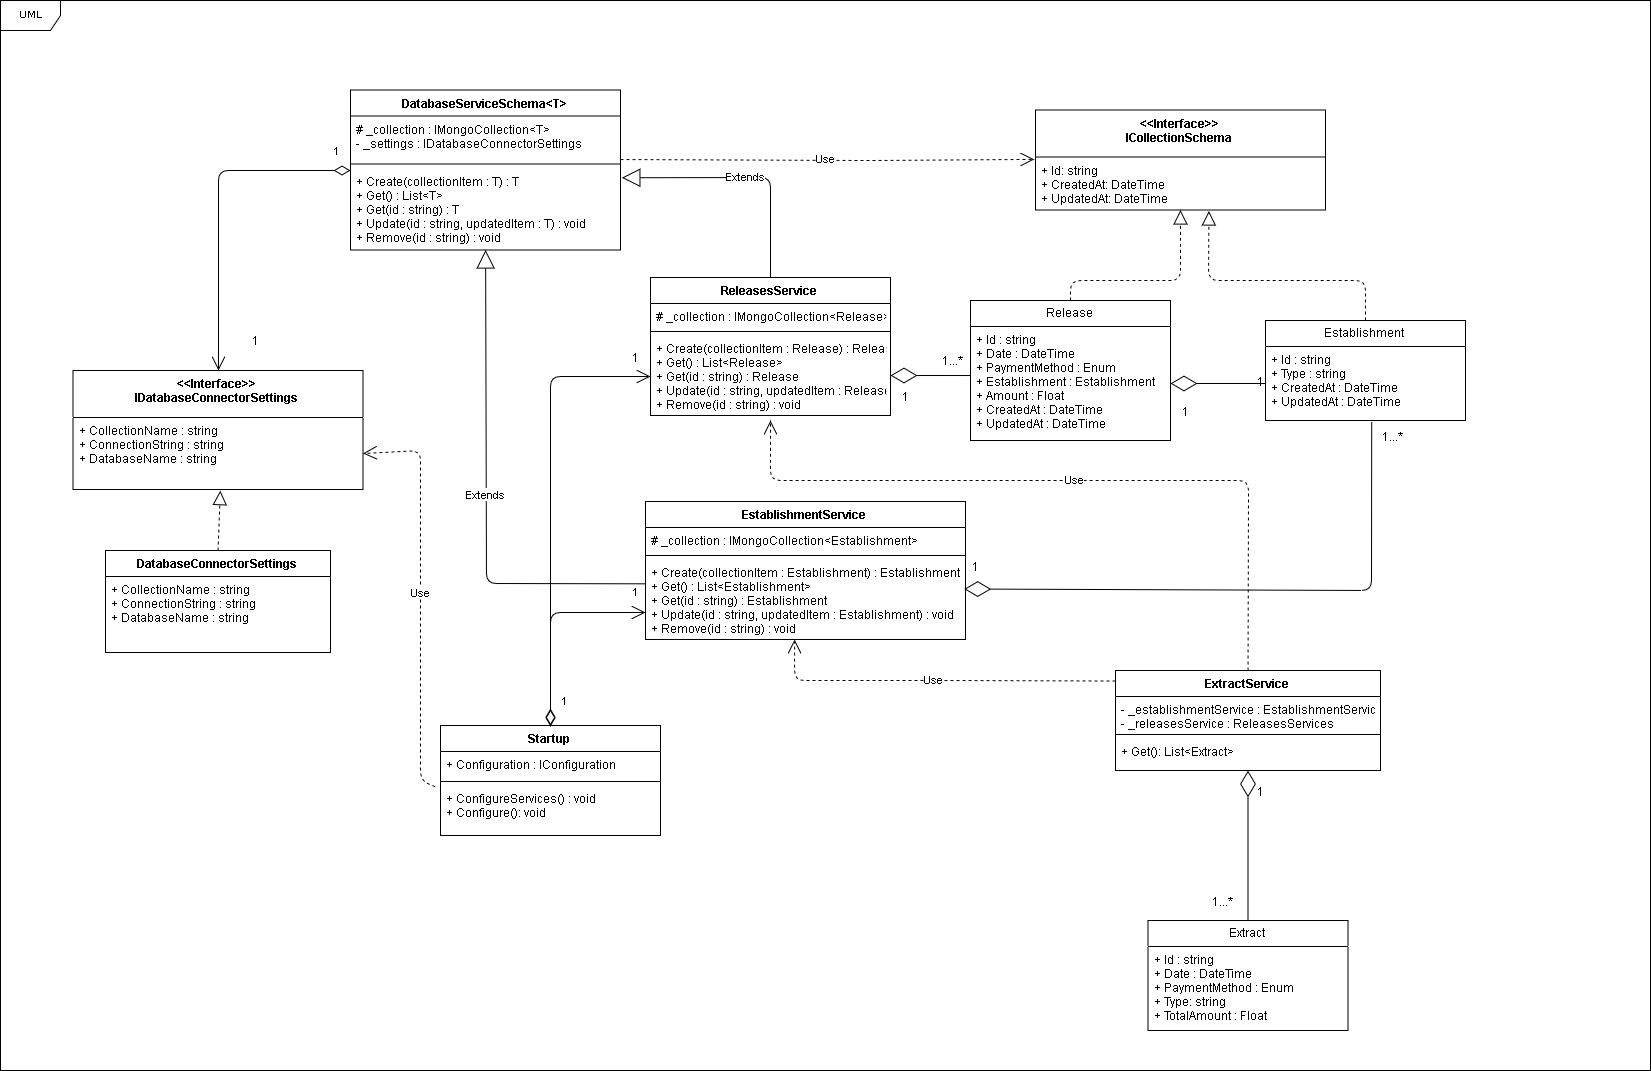 UML
DatabaseServiceSchema<T>
# _collection : IMongoCollection<T>
- _settings : IDatabaseConnectorSettings
+ Create(collectionItem : T) : T
+ Get() : List<T>
+ Get(id : string) : T
+ Update(id : string, updatedItem : T) : void
+ Remove(id : string) : void
<<Interface>>
ICollectionSchema
+ Id: string
+ CreatedAt: DateTime
+ UpdatedAt: DateTime
Use
Extends
1
1
ReleasesService
# _collection : IMongoCollection<Release>
+ Create(collectionItem : Release) : Relea
+ Get() : List<Release>
+ Get(id : string) : Release
+ Update(id : string, updatedItem : Release
+ Remove(id : string) : void
1
1...*
1
Release
+ Id : string
+ Date : DateTime
+ PaymentMethod : Enum
+ Establishment : Establishment
+ Amount : Float
+ CreatedAt : DateTime
+ UpdatedAt : DateTime
1
1
Establishment
+ Id : string
+ Type : string
+ CreatedAt : DateTime
+ UpdatedAt : DateTime
1...*
<<Interface>>
IDatabaseConnectorSettings
+ CollectionName : string
+ ConnectionString : string
+ DatabaseName : string
Use
Extends
EstablishmentService
# _collection : IMongoCollection<Establishment>
+ Create(collectionItem : Establishment) : Establishment
+ Get() : List<Establishment>
+ Get(id : string) : Establishment
+ Update(id : string, updatedItem : Establishment) : void
+ Remove(id : string) : void
1
1
DatabaseConnectorSettings
+ CollectionName : string
+ ConnectionString : string
+ DatabaseName : string
Use
Use
ExtractService
- _establishmentService : EstablishmentServic
- _releasesService : ReleasesServices
+ Get(): List<Extract>
1
1
Startup
+ Configuration : IConfiguration
+ ConfigureServices() : void
+ Configure(): void
1...*
Extract
+ Id : string
+ Date : DateTime
+ PaymentMethod : Enum
+ Type: string
+ TotalAmount : Float